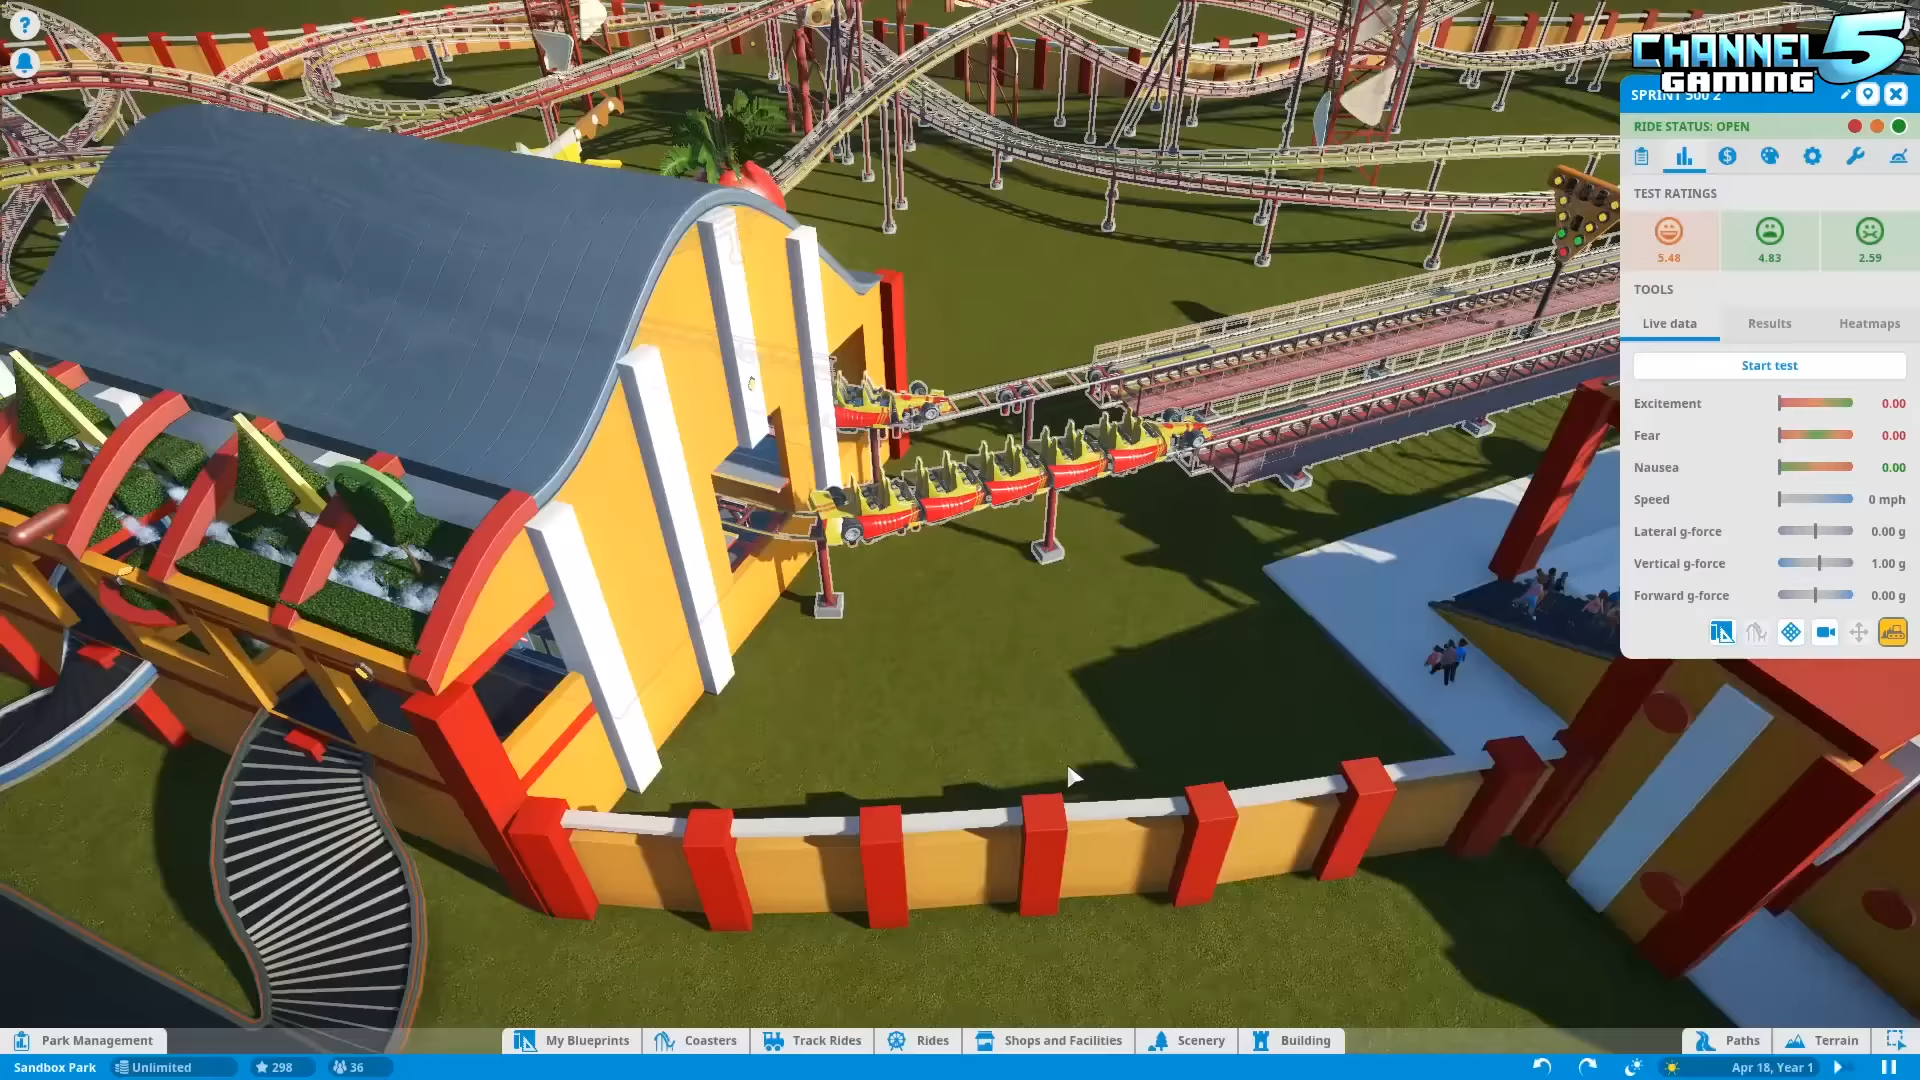 ?
CHANNEL 5
GAMING
SPRINT 500 2
RIDE STATUS: OPEN
TEST RATINGS
5.48 4.83 2.59
TOOLS
Live data Results Heatmaps
Start test
Excitement 0.00
Fear 0.00
Nausea 0.00
Speed 0 mph
Lateral g-force 0.00 g
Vertical g-force 1.00 g
Forward g-force 0.00 g
Park Management My Blueprints Coasters Track Rides Rides Shops and Facilities Scenery Building Paths Terrain
Sandbox Park Unlimited 298 36 Apr 18, Year 1